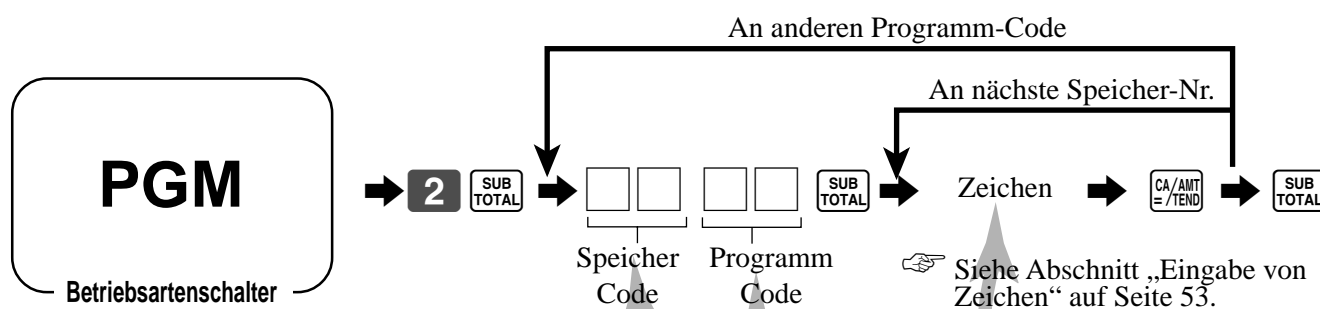 An anderen Programm-Code
An nächste Speicher-Nr.
PGM
2
SUB
TOTAL
SUB
TOTAL
Zeichen
CA/AMT
= /TEND
SUB
TOTAL
Speicher
Code
Programm
Code
☞ Siehe Abschnitt „Eingabe von
Zeichen“ auf Seite 53.
Betriebsartenschalter